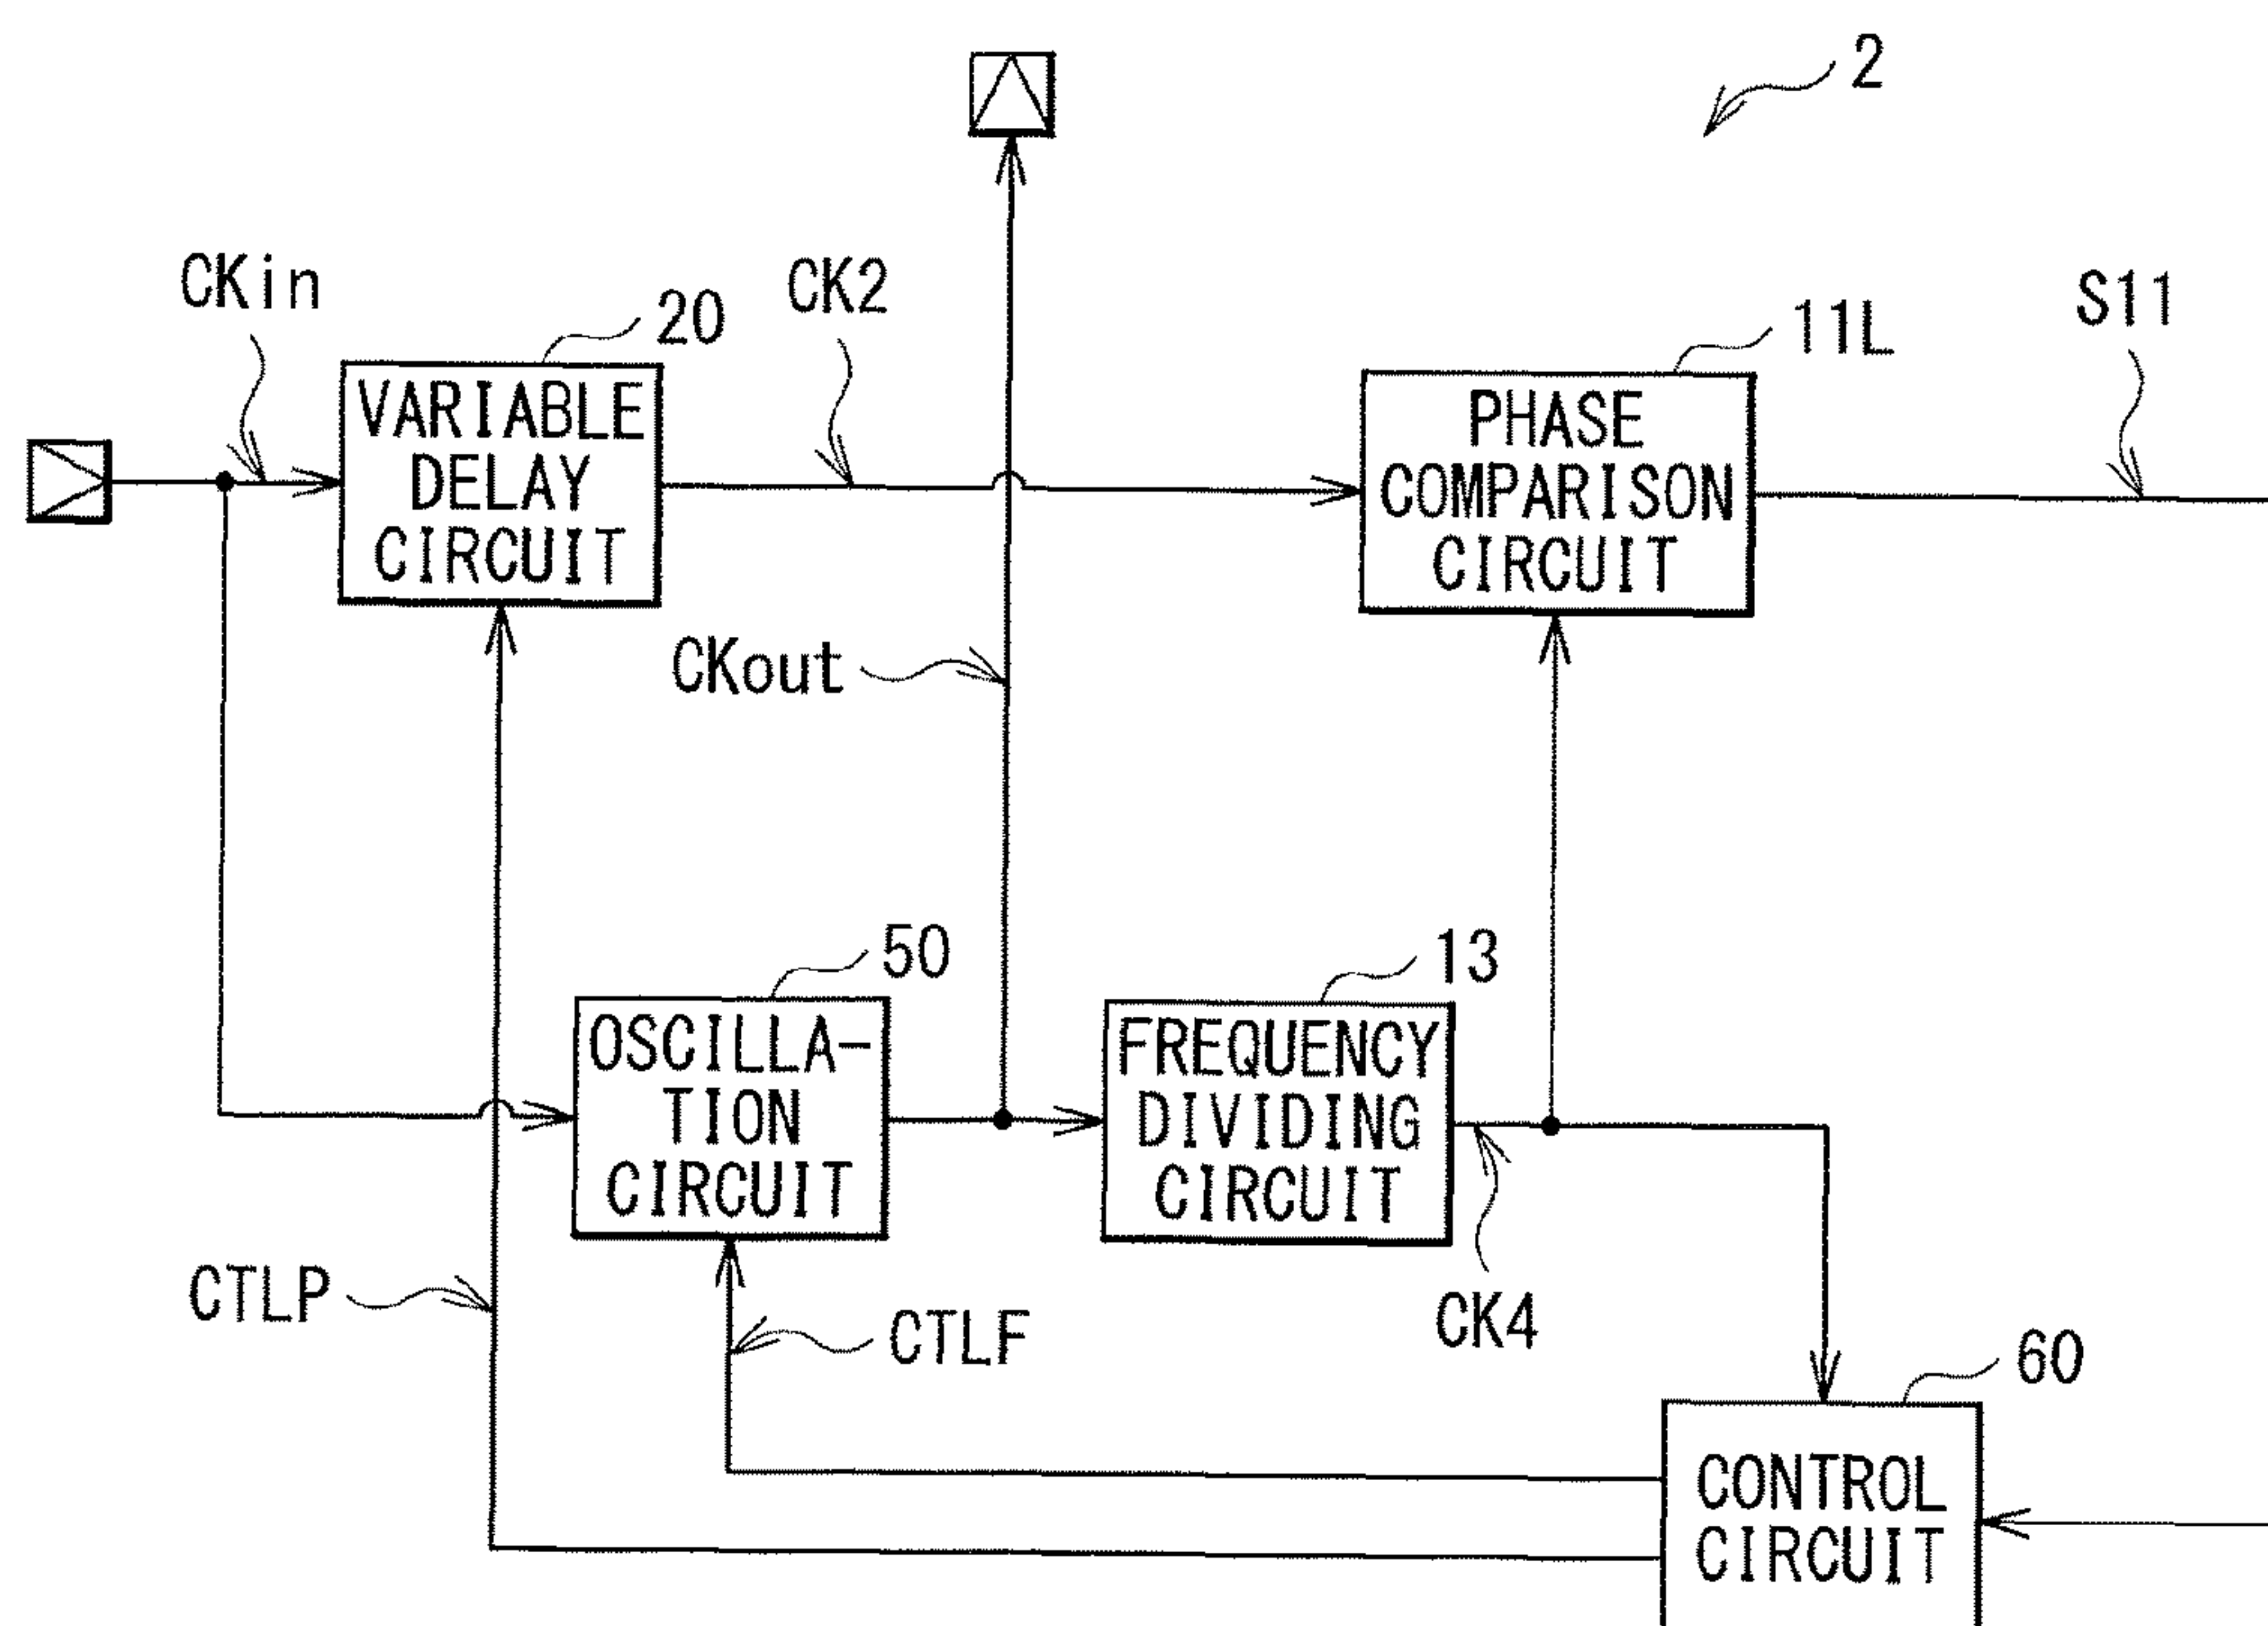 2
CKin
20
CK2
11L
S11
VARIABLE
DELAY
CIRCUIT
PHASE
COMPARISON
CIRCUIT
CKout
50
13
OSCILLA-
TION
CIRCUIT
FREQUENCY
DIVIDING
CIRCUIT
CTLP
CTLF
CK4
60
CONTROL
CIRCUIT